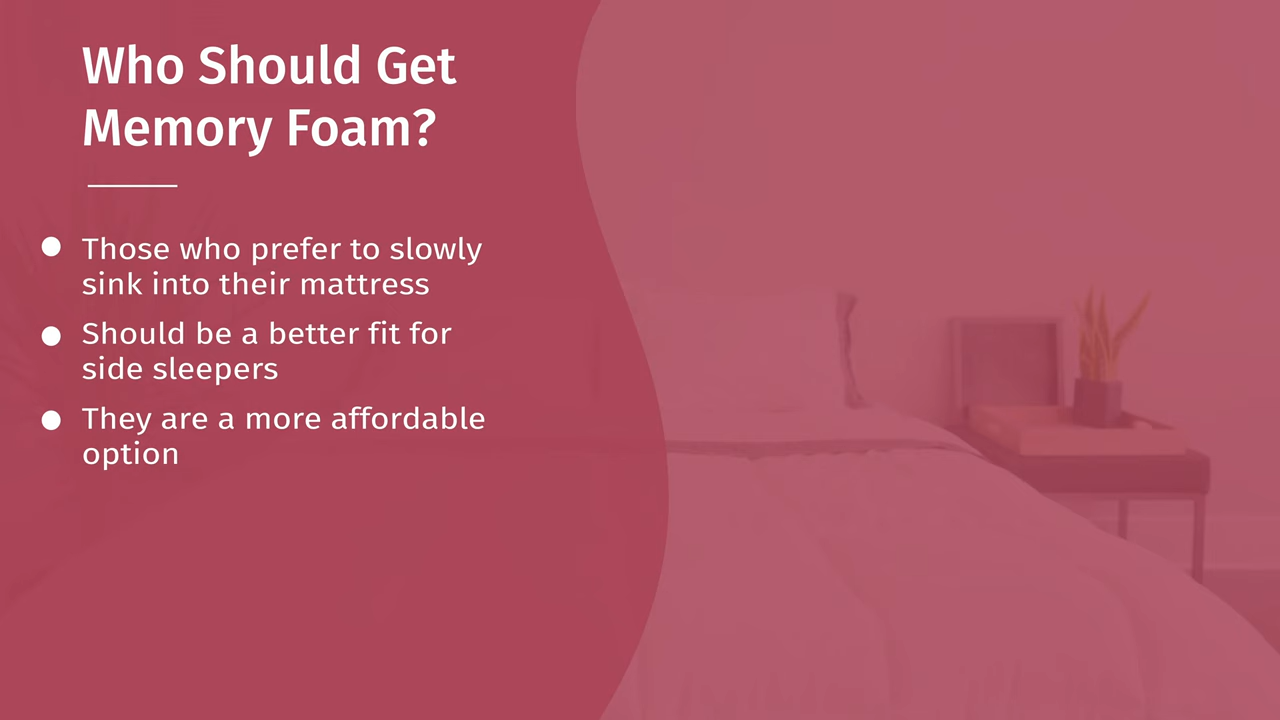 Who Should Get
Memory Foam?
Those who prefer to slowly
sink into their mattress
Should be a better fit for
side sleepers
They are a more affordable
option